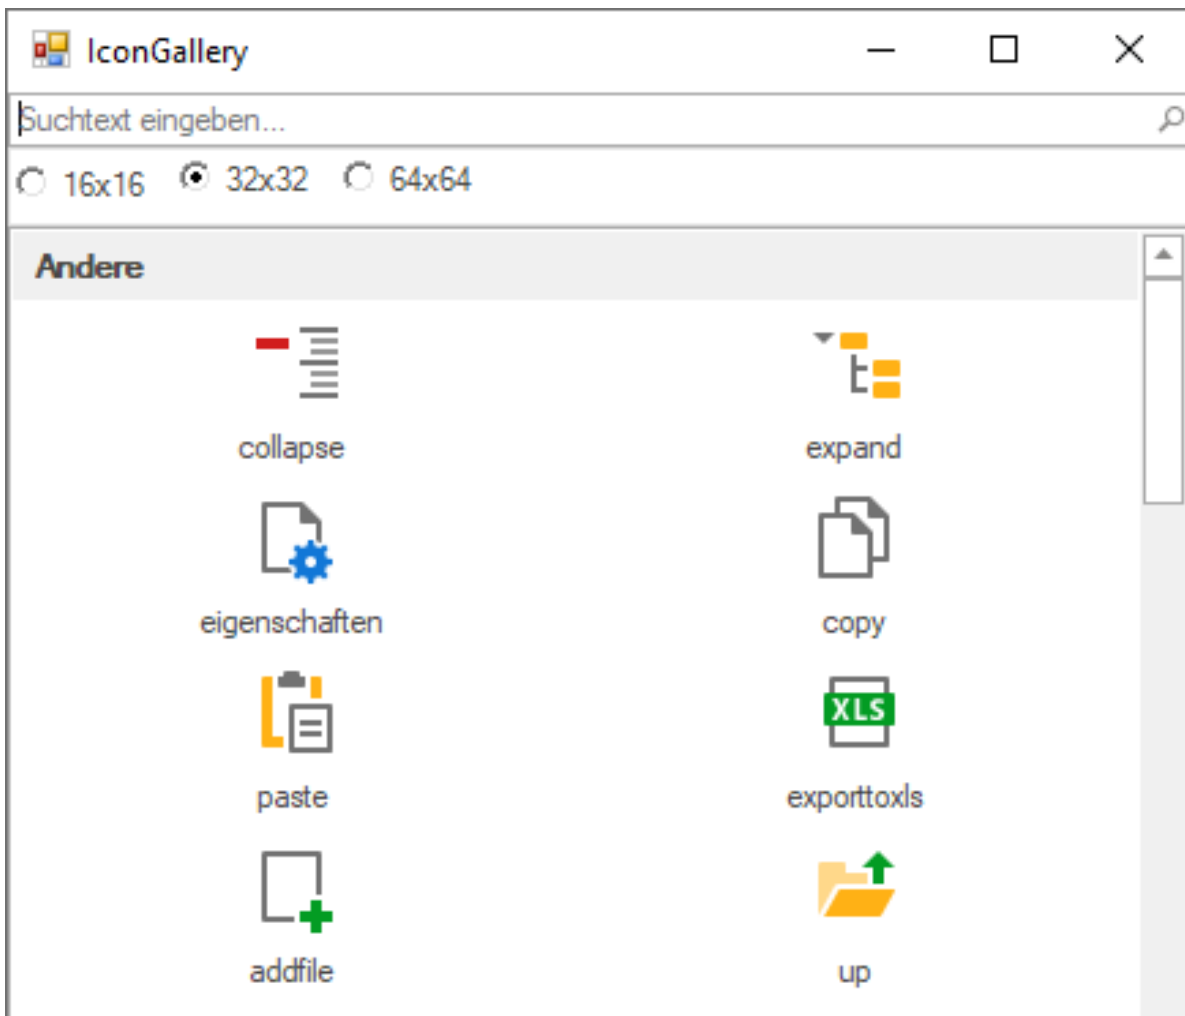 IconGallery
Suchtext eingeben...
16x16 32x32 64x64
Andere
collapse expand
eigenschaften copy
XLS
paste exporttoxls
addfile up